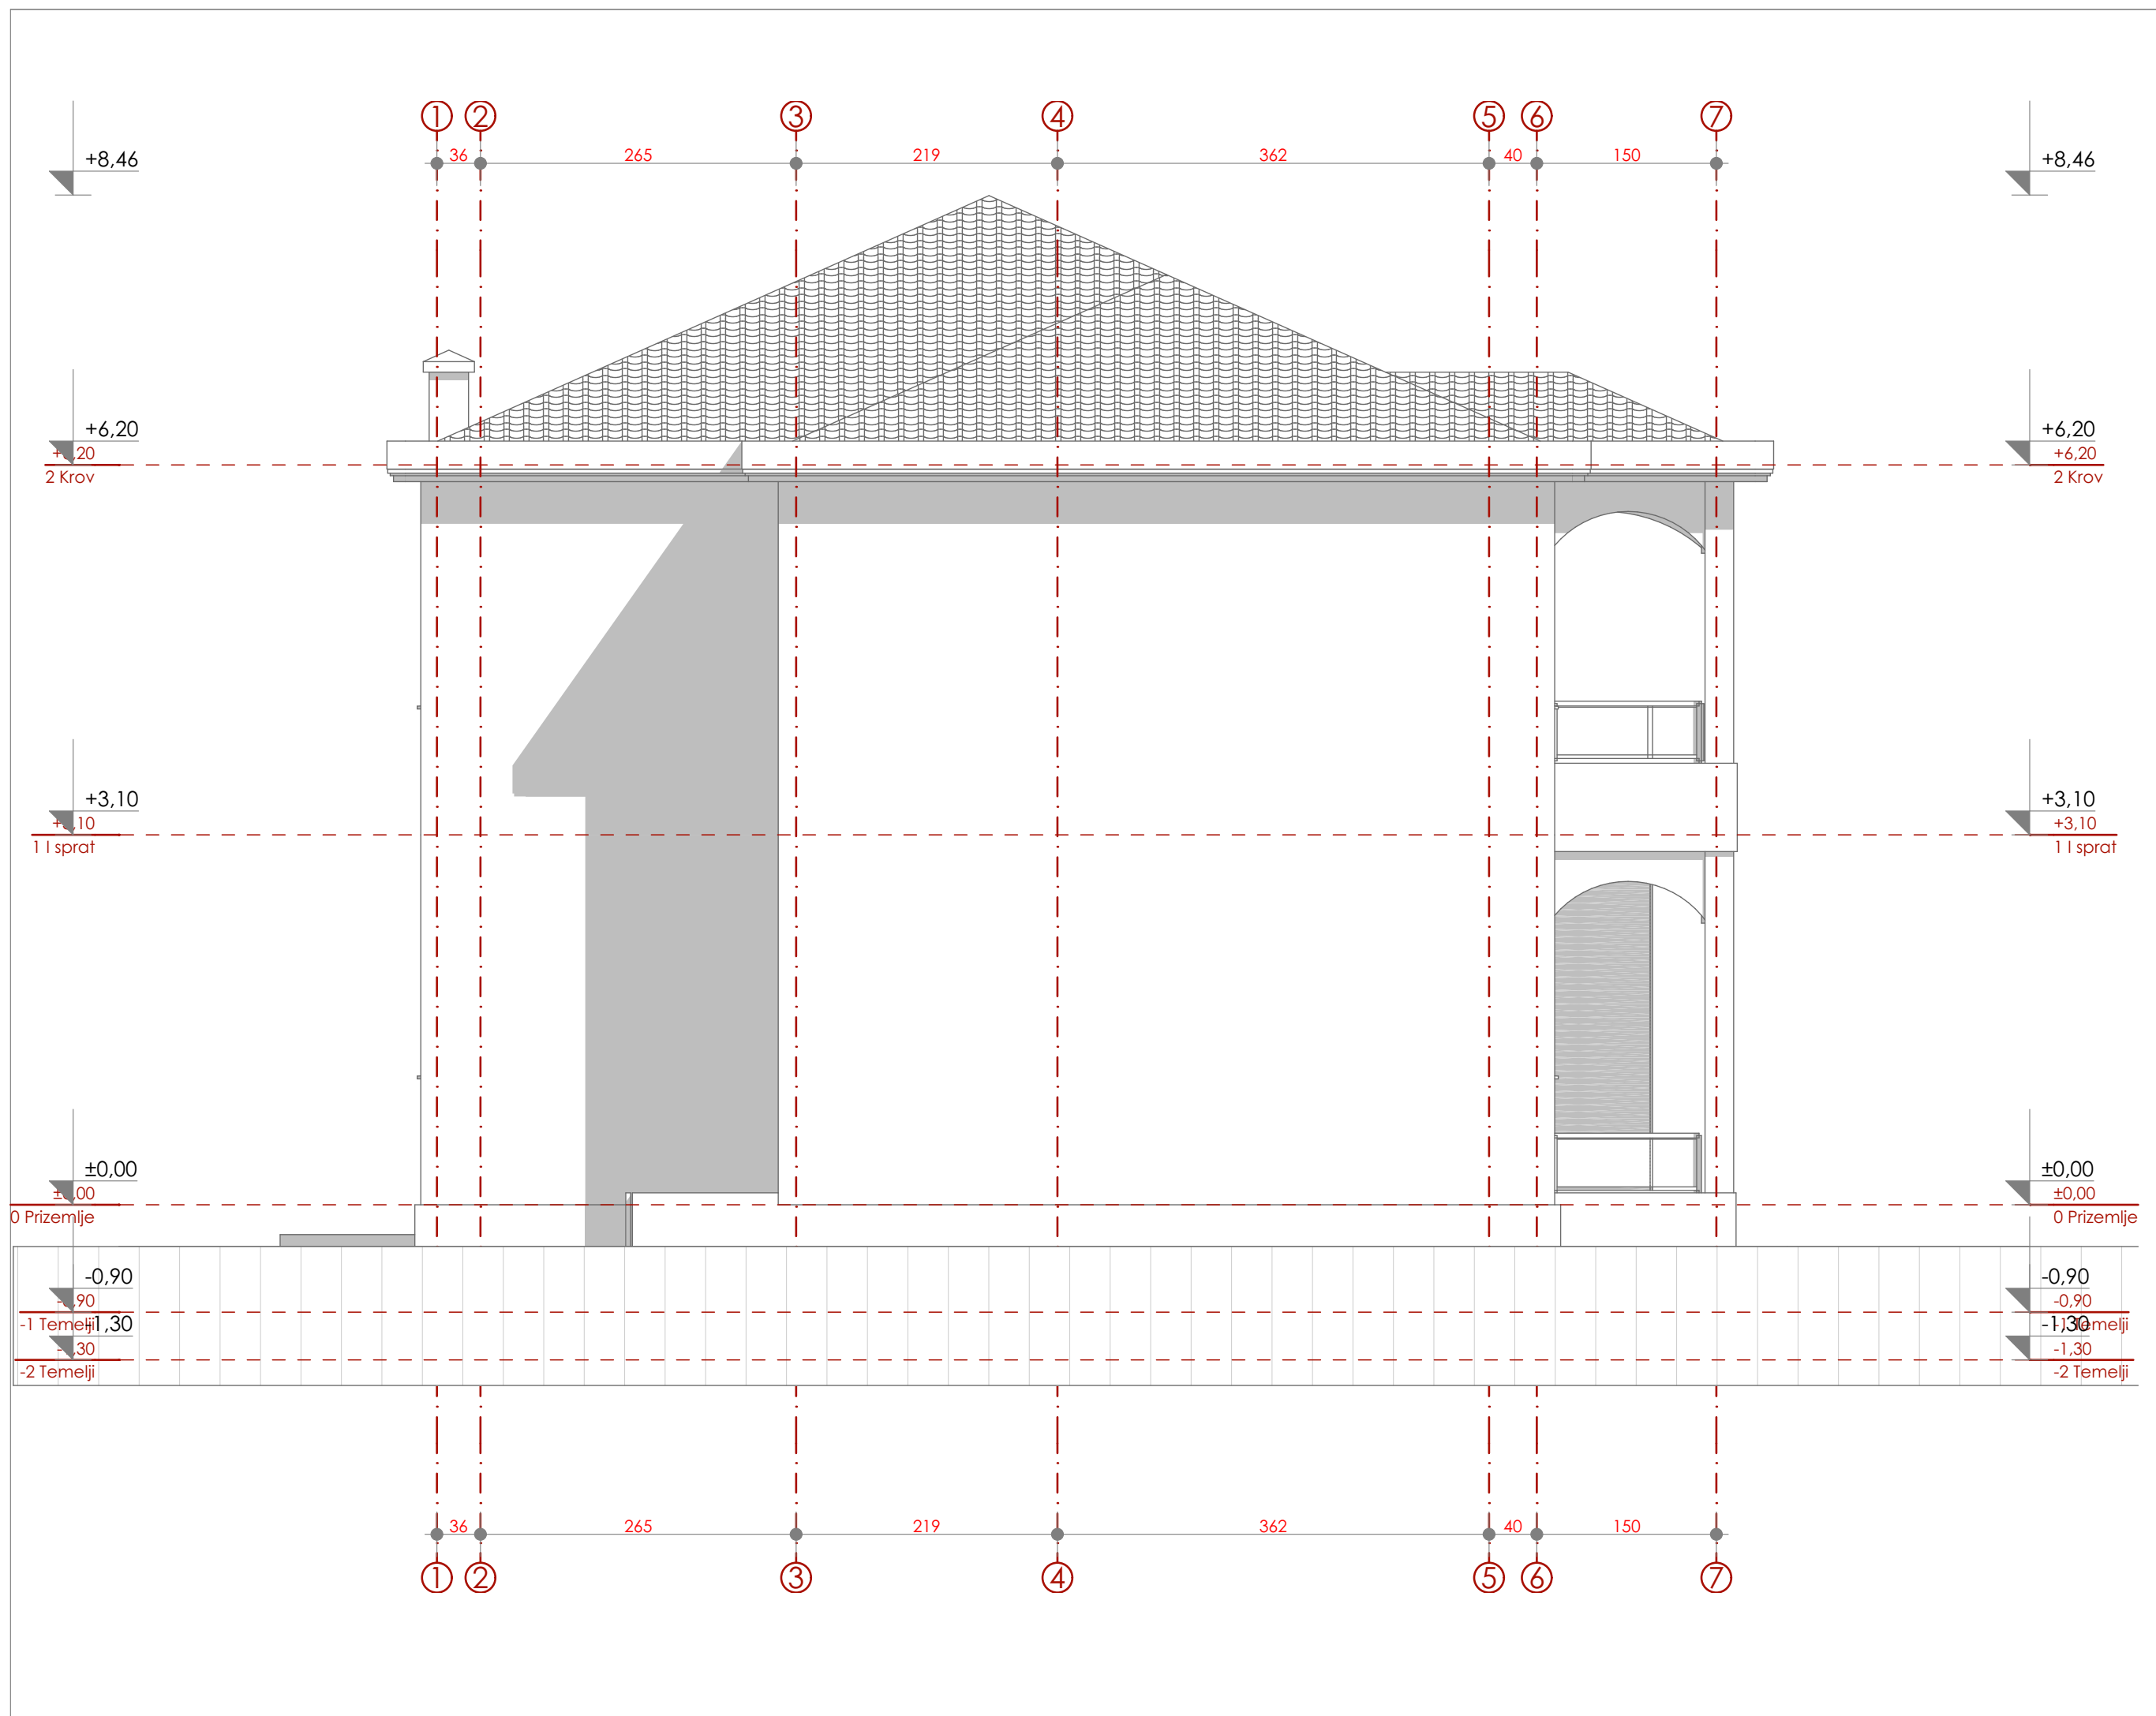 1 2 3 4 5 6 7
36 265 219 362 40 150
+8,46 +8,46
+6,20 +6,20
+6,20 +6,20
2 Krov 2 Krov
+3,10 +3,10
+3,10 +3,10
1 I sprat 1 I sprat
±0,00 ±0,00
±0,00 ±0,00
0 Prizemlje 0 Prizemlje
-0,90 -0,90
-0,90 -0,90
-1 Temelji -1 Temelji
-1,30 -1,30
-1,30 -1,30
-2 Temelji -2 Temelji
36 265 219 362 40 150
1 2 3 4 5 6 7